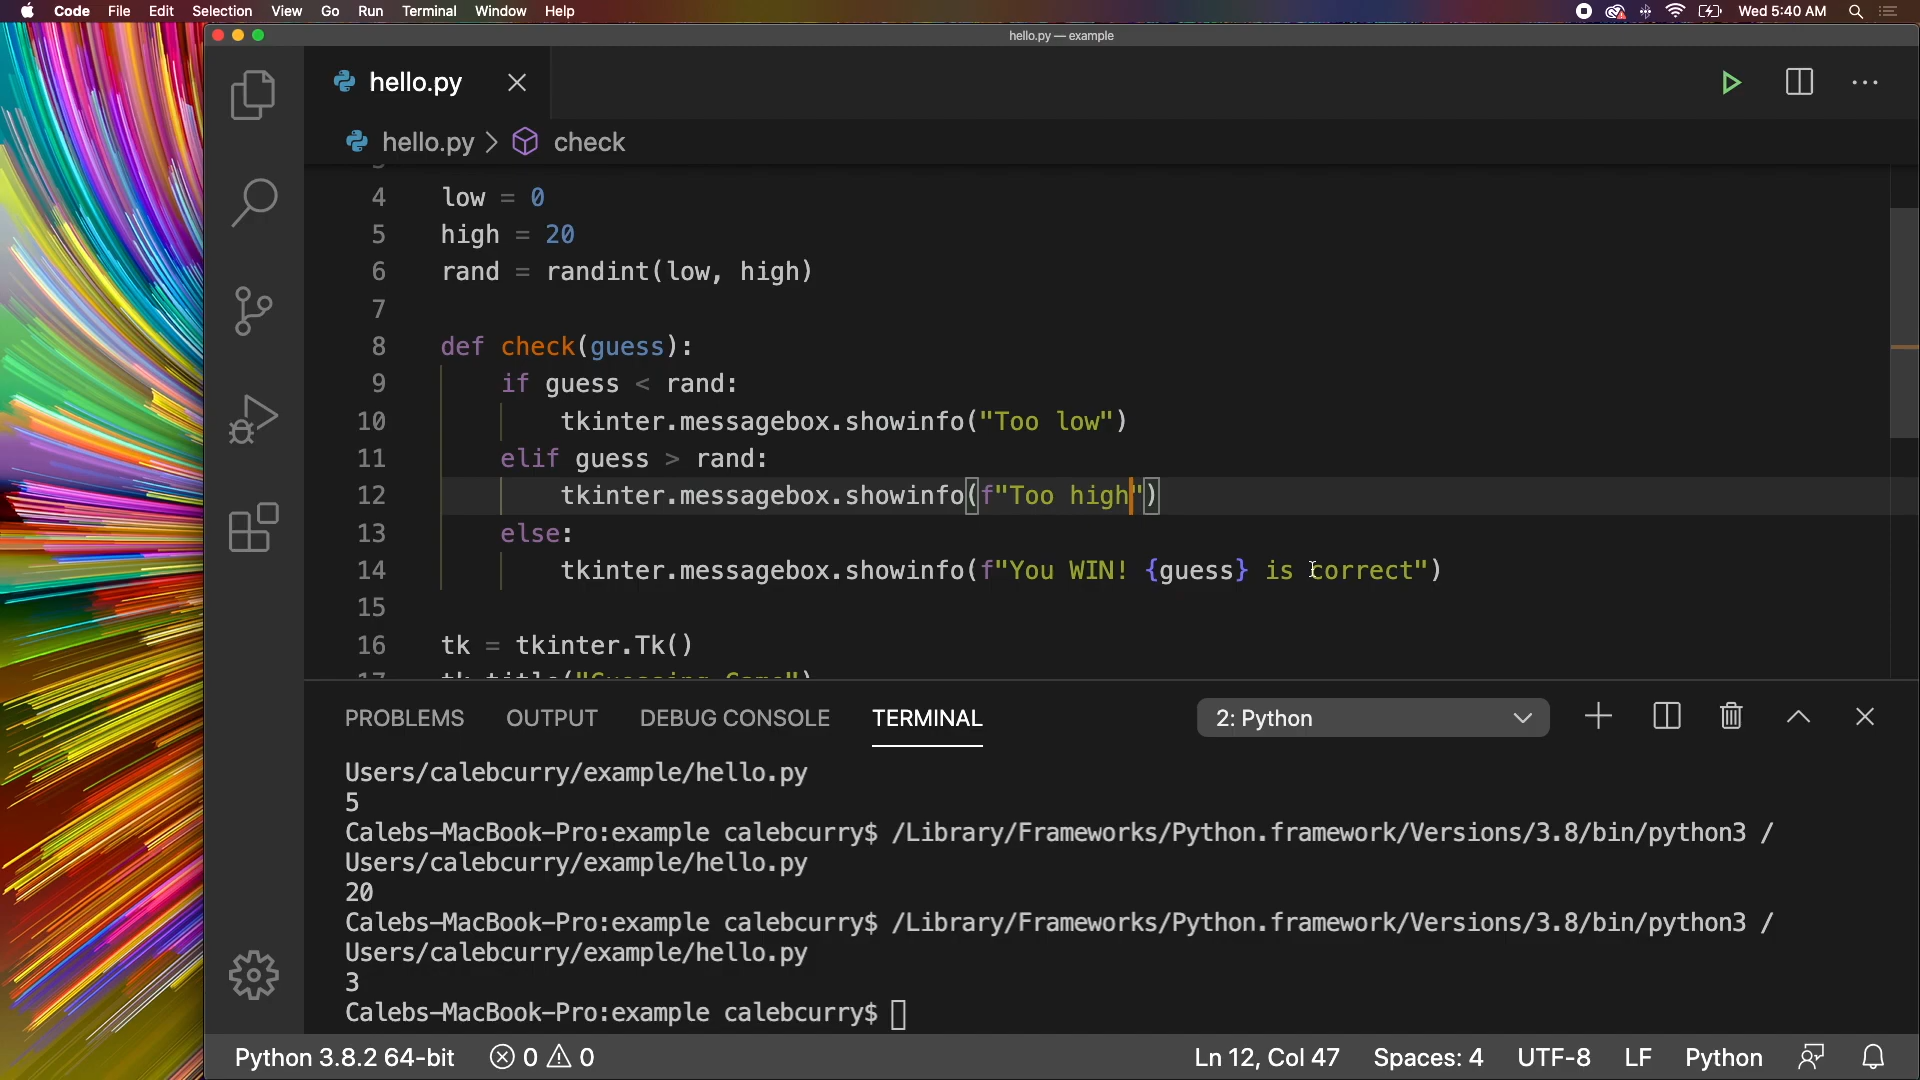 Code File Edit Selection View Go Run Terminal Window Help Wed 5:40 AM
hello.py — example
hello.py
hello.py > check
4 low = 0
5 high = 20
6 rand = randint(low, high)
7
8 def check(guess):
9 if guess < rand:
10 tkinter.messagebox.showinfo("Too low")
11 elif guess > rand:
12 tkinter.messagebox.showinfo(f"Too high")
13 else:
14 tkinter.messagebox.showinfo(f"You WIN! {guess} is correct")
15
16 tk = tkinter.Tk()
PROBLEMS OUTPUT DEBUG CONSOLE TERMINAL 2: Python
Users/calebcurry/example/hello.py
5
Calebs-MacBook-Pro:example calebcurry$ /Library/Frameworks/Python.framework/Versions/3.8/bin/python3 /
Users/calebcurry/example/hello.py
20
Calebs-MacBook-Pro:example calebcurry$ /Library/Frameworks/Python.framework/Versions/3.8/bin/python3 /
Users/calebcurry/example/hello.py
3
Calebs-MacBook-Pro:example calebcurry$
Python 3.8.2 64-bit 0 0 Ln 12, Col 47 Spaces: 4 UTF-8 LF Python